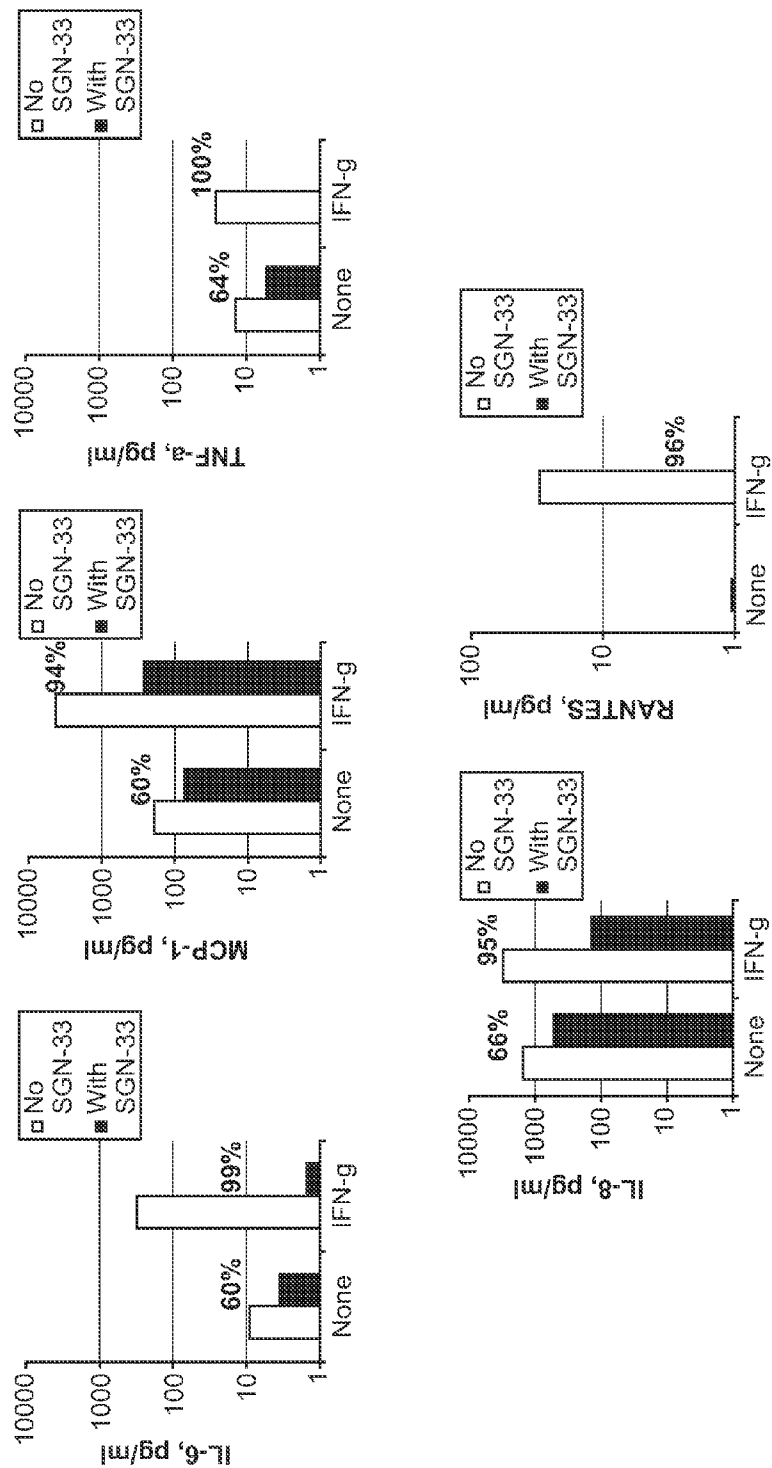 IL-6, pg/ml
10000
1000
100
10
1
60%
99%
None
IFN-g
No
SGN-33
With
SGN-33
MCP-1, pg/ml
10000
1000
100
10
1
60%
94%
None
IFN-g
No
SGN-33
With
SGN-33
TNF-a, pg/ml
10000
1000
100
10
1
64%
100%
None
IFN-g
No
SGN-33
With
SGN-33
IL-8, pg/ml
10000
1000
100
10
1
66%
95%
None
IFN-g
No
SGN-33
With
SGN-33
RANTES, pg/ml
100
10
1
96%
None
IFN-g
No
SGN-33
With
SGN-33